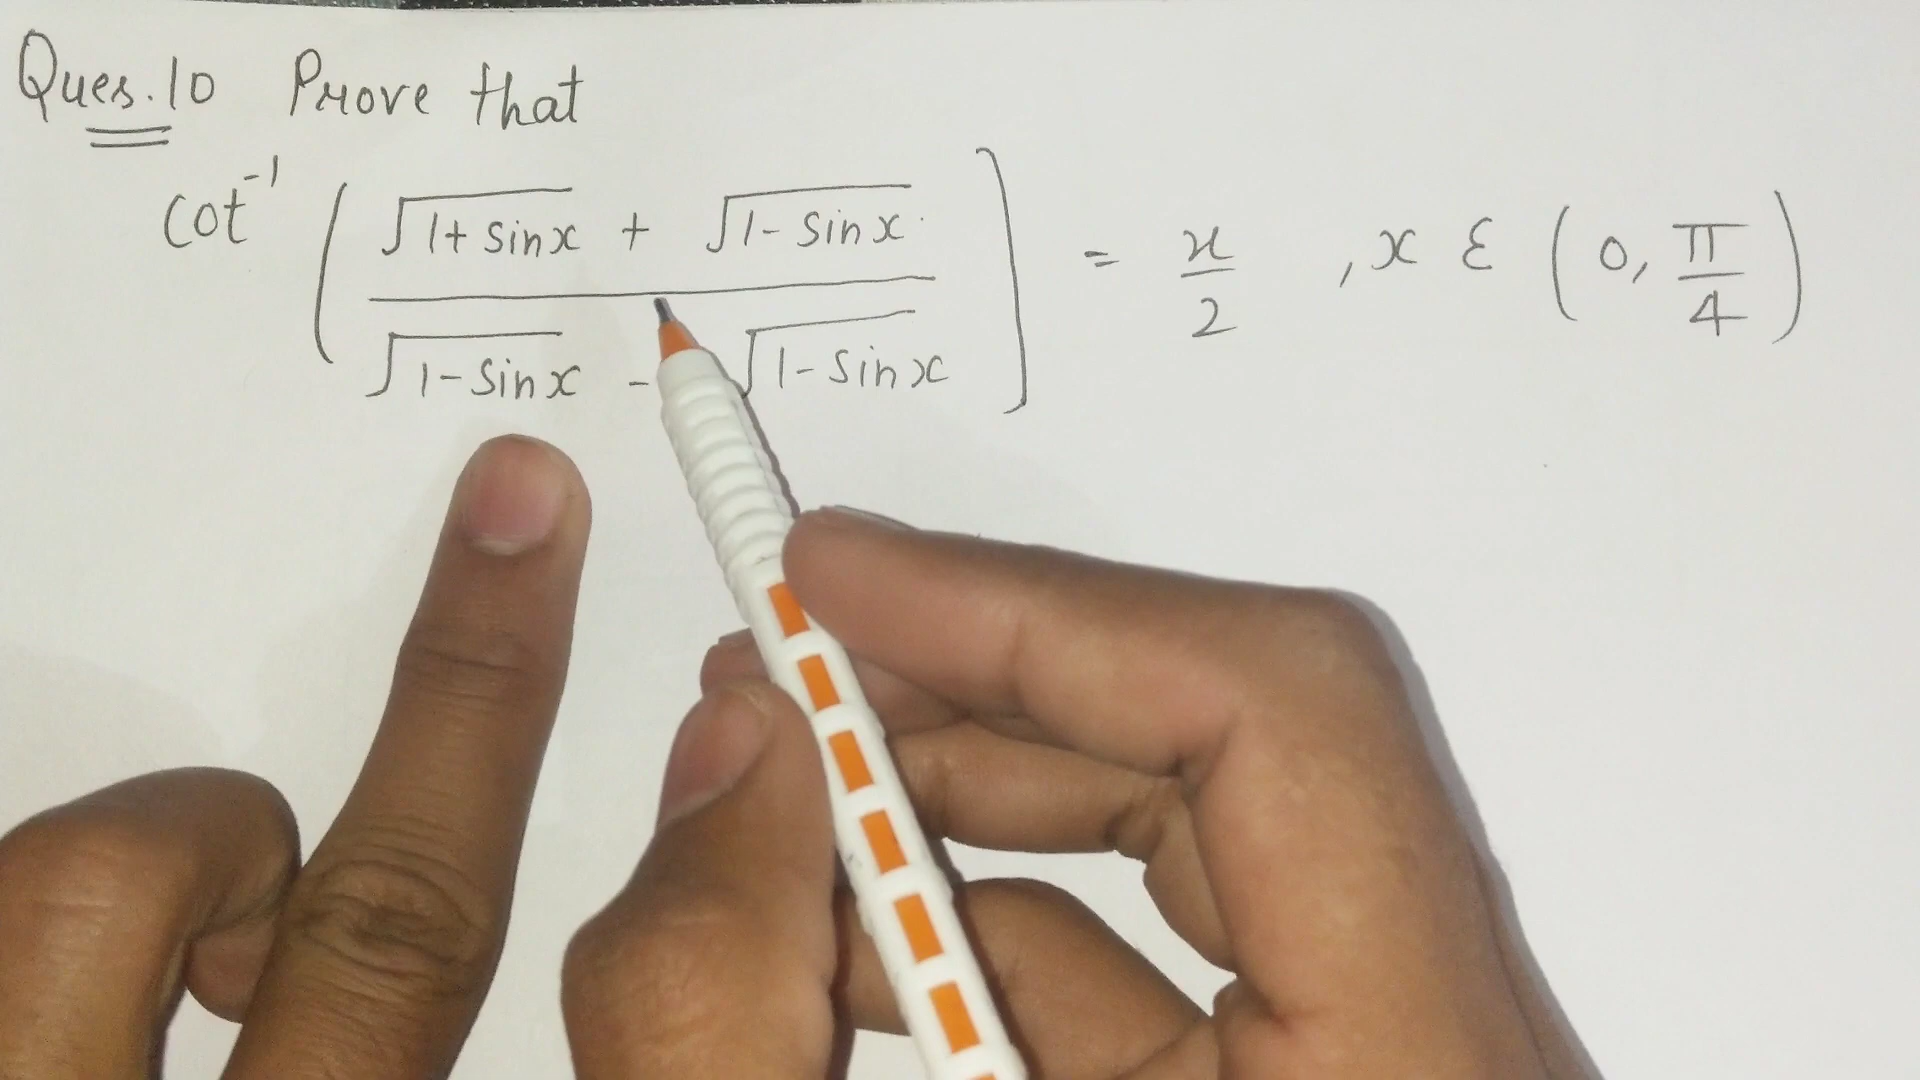 Ques.10 Prove that
cot⁻¹ ( (√(1+sinx) + √(1-sinx)) / (√(1-sinx) - √(1-sinx)) ) = x/2 , x ε (0, π/4)